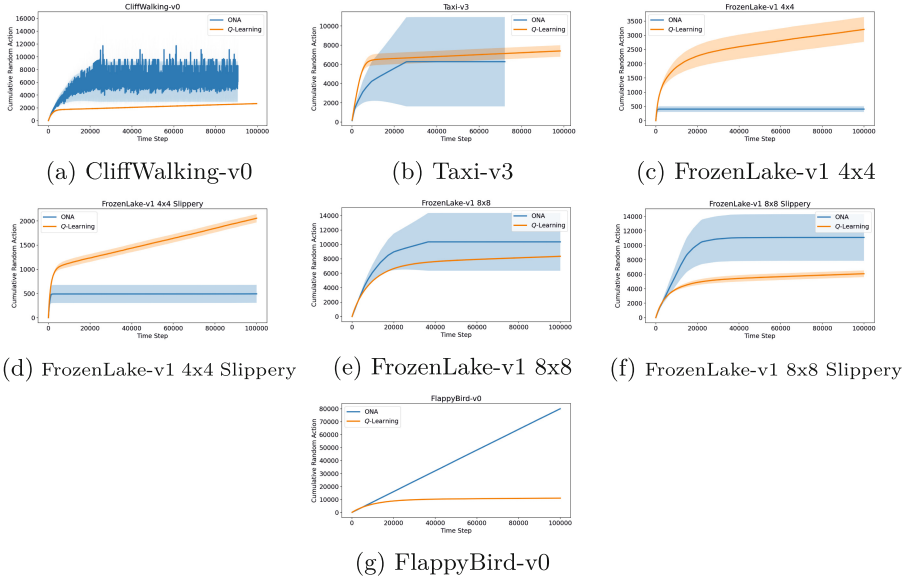 CliffWalking-v0
ONA
Q-Learning
Cumulative Random Action
16000
14000
12000
10000
8000
6000
4000
2000
0
0 20000 40000 60000 80000 100000
Time Step
(a) CliffWalking-v0
Taxi-v3
ONA
Q-Learning
Cumulative Random Action
10000
8000
6000
4000
2000
0
0 20000 40000 60000 80000 100000
Time Step
(b) Taxi-v3
FrozenLake-v1 4x4
ONA
Q-Learning
Cumulative Random Action
3500
3000
2500
2000
1500
1000
500
0
0 20000 40000 60000 80000 100000
Time Step
(c) FrozenLake-v1 4x4
FrozenLake-v1 4x4 Slippery
ONA
Q-Learning
Cumulative Random Action
2000
1500
1000
500
0
0 20000 40000 60000 80000 100000
Time Step
(d) FrozenLake-v1 4x4 Slippery
FrozenLake-v1 8x8
ONA
Q-Learning
Cumulative Random Action
14000
12000
10000
8000
6000
4000
2000
0
0 20000 40000 60000 80000 100000
Time Step
(e) FrozenLake-v1 8x8
FrozenLake-v1 8x8 Slippery
ONA
Q-Learning
Cumulative Random Action
14000
12000
10000
8000
6000
4000
2000
0
0 20000 40000 60000 80000 100000
Time Step
(f) FrozenLake-v1 8x8 Slippery
FlappyBird-v0
ONA
Q-Learning
Cumulative Random Action
80000
70000
60000
50000
40000
30000
20000
10000
0
0 20000 40000 60000 80000 100000
Time Step
(g) FlappyBird-v0